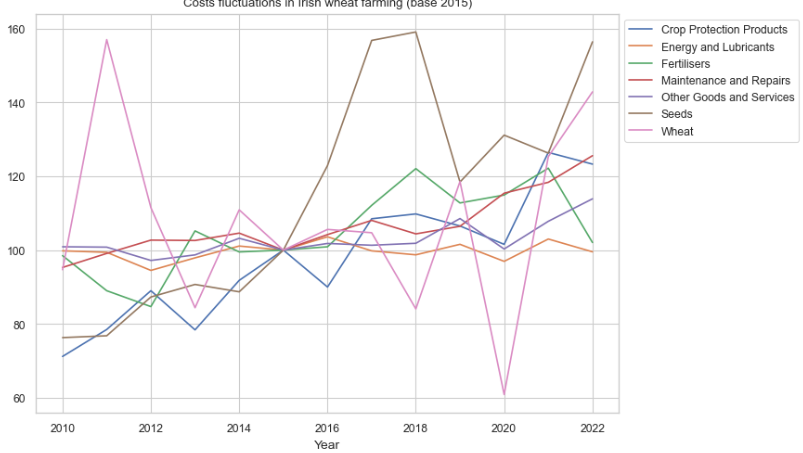 Costs fluctuations in Irish wheat farming (base 2015)
160
140
120
100
80
60
2010 2012 2014 2016 2018 2020 2022
Year
Crop Protection Products
Energy and Lubricants
Fertilisers
Maintenance and Repairs
Other Goods and Services
Seeds
Wheat